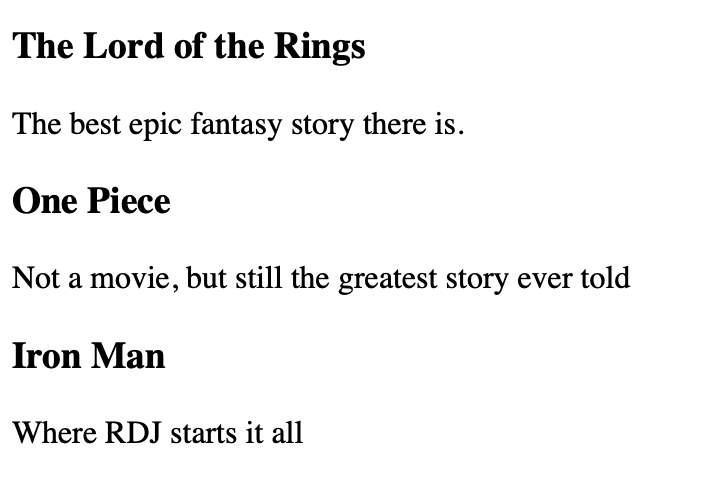 The Lord of the Rings
The best epic fantasy story there is.
One Piece
Not a movie, but still the greatest story ever told
Iron Man
Where RDJ starts it all